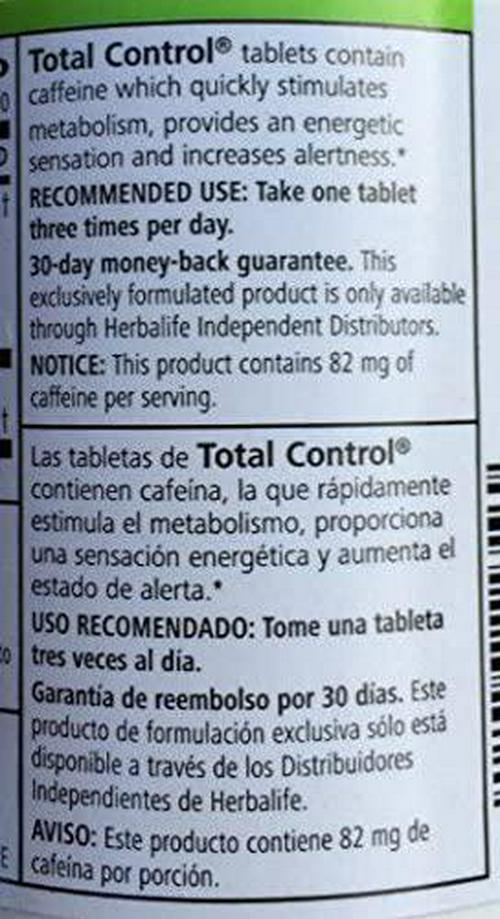 Total Control® tablets contain
caffeine which quickly stimulates
metabolism, provides an energetic
sensation and increases alertness.*
RECOMMENDED USE: Take one tablet
three times per day.
30-day money-back guarantee. This
exclusively formulated product is only available
through Herbalife Independent Distributors.
NOTICE: This product contains 82 mg of
caffeine per serving.
Las tabletas de Total Control®
contienen cafeína, la que rápidamente
estimula el metabolismo, proporciona
una sensación energética y aumenta el
estado de alerta.*
USO RECOMENDADO: Tome una tableta
tres veces al día.
Garantía de reembolso por 30 días. Este
producto de formulación exclusiva sólo está
disponible a través de los Distribuidores
Independientes de Herbalife.
AVISO: Este producto contiene 82 mg de
cafeína por porción.